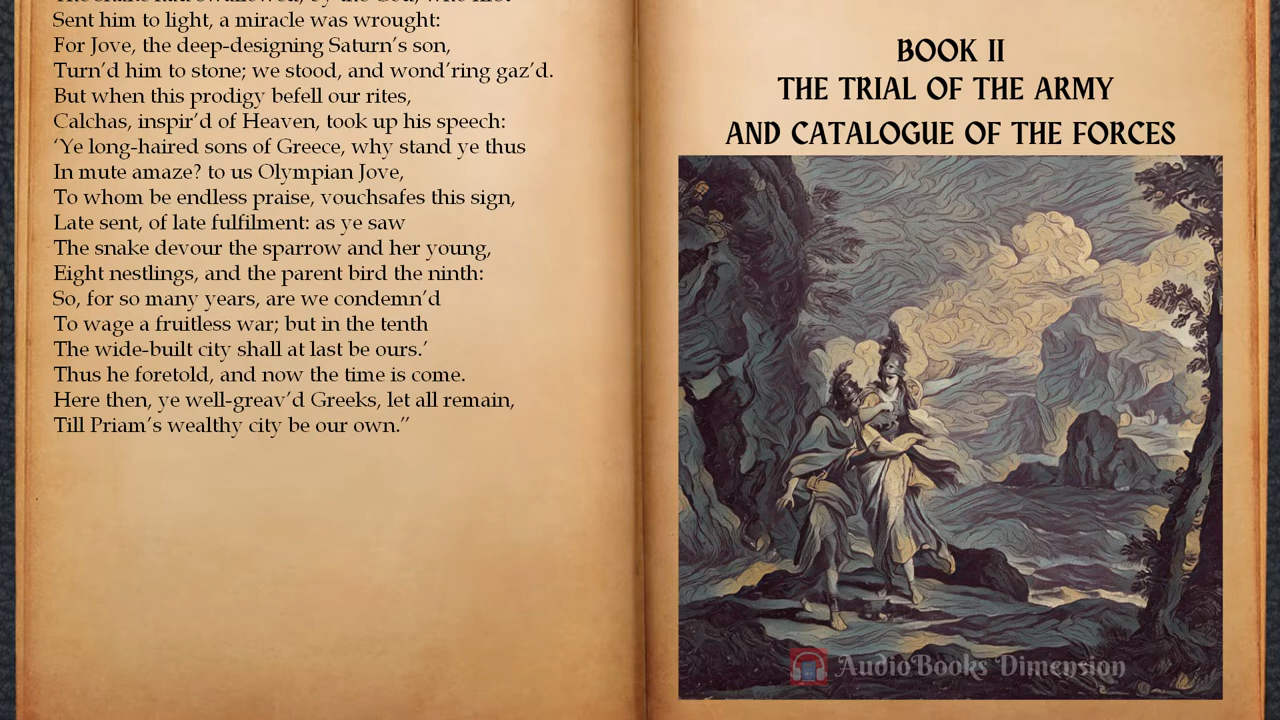 Sent him to light, a miracle was wrought:
For Jove, the deep-designing Saturn's son,
Turn'd him to stone; we stood, and wond'ring gaz'd.
But when this prodigy befell our rites,
Calchas, inspir'd of Heaven, took up his speech:
‘Ye long-haired sons of Greece, why stand ye thus
In mute amaze? to us Olympian Jove,
To whom be endless praise, vouchsafes this sign,
Late sent, of late fulfilment: as ye saw
The snake devour the sparrow and her young,
Eight nestlings, and the parent bird the ninth:
So, for so many years, are we condemn'd
To wage a fruitless war; but in the tenth
The wide-built city shall at last be ours.’
Thus he foretold, and now the time is come.
Here then, ye well-greav'd Greeks, let all remain,
Till Priam's wealthy city be our own.”
BOOK II
THE TRIAL OF THE ARMY
AND CATALOGUE OF THE FORCES
AudioBooks Dimension